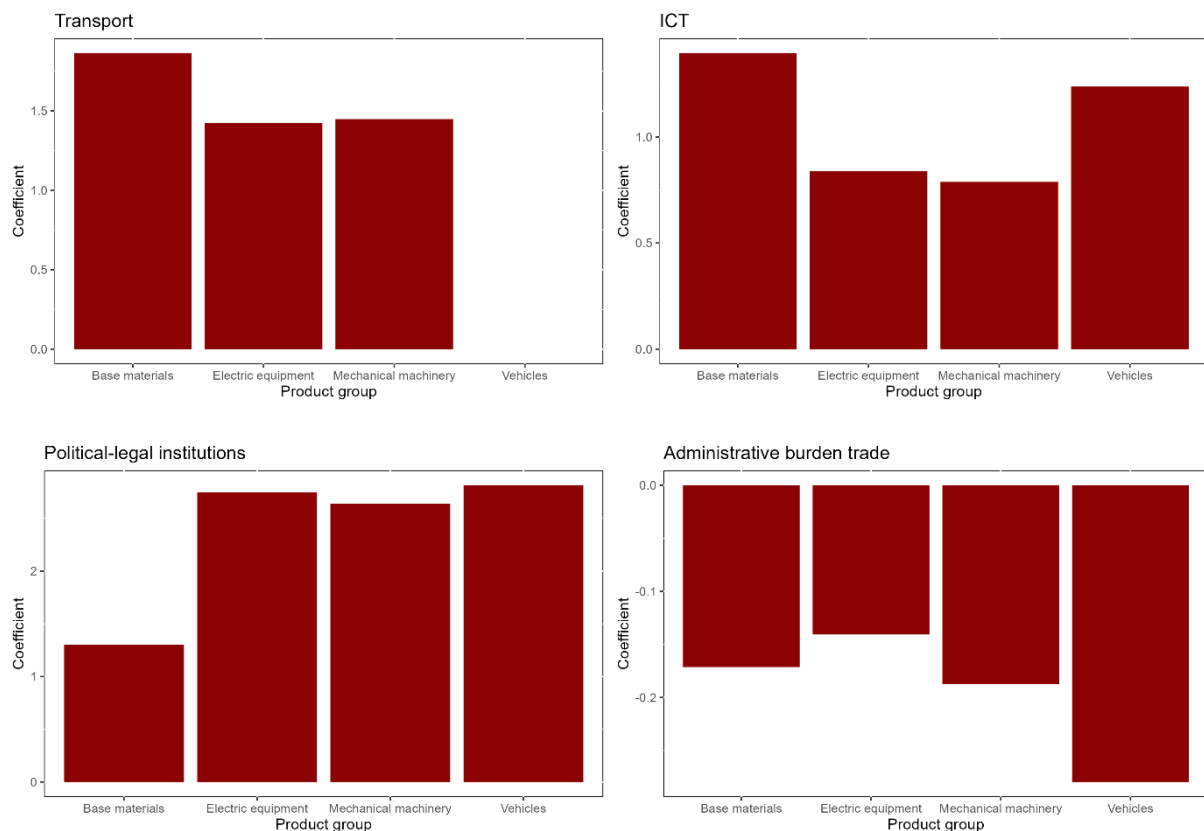 Transport
Coefficient
1.5
1.0
0.5
0.0
Base materials Electric equipment Mechanical machinery Vehicles
Product group
ICT
Coefficient
1.0
0.5
0.0
Base materials Electric equipment Mechanical machinery Vehicles
Product group
Political-legal institutions
Coefficient
2
1
0
Base materials Electric equipment Mechanical machinery Vehicles
Product group
Administrative burden trade
Coefficient
0.0
-0.1
-0.2
Base materials Electric equipment Mechanical machinery Vehicles
Product group